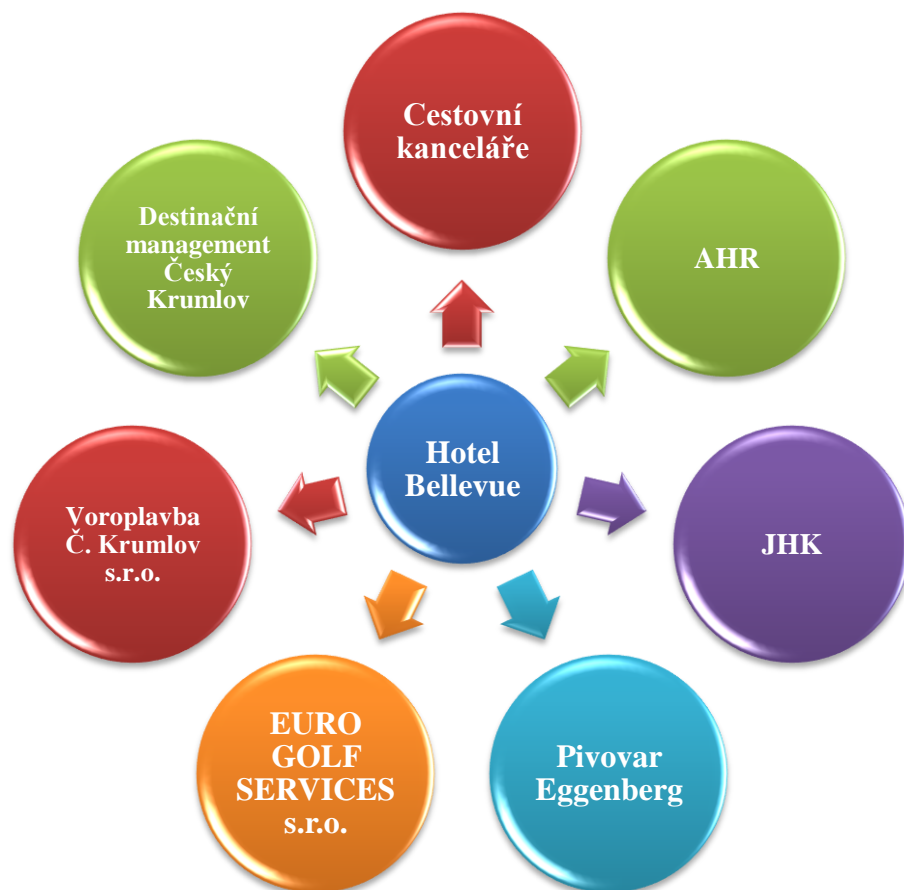 Cestovní
kanceláře
Destinační
management
Český
Krumlov
AHR
Hotel
Bellevue
Voroplavba
Č. Krumlov
s.r.o.
JHK
EURO
GOLF
SERVICES
s.r.o.
Pivovar
Eggenberg